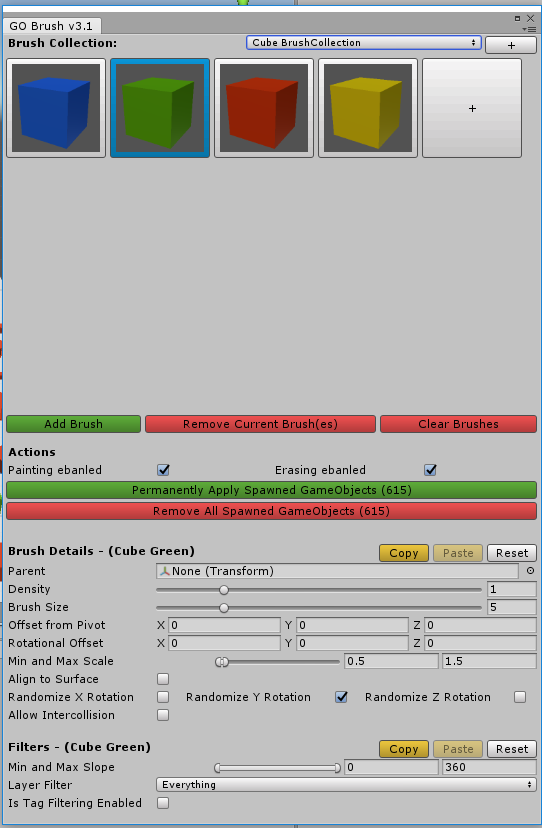 GO Brush v3.1
Brush Collection: Cube BrushCollection +
+
Add Brush Remove Current Brush(es) Clear Brushes
Actions
Painting ebanled Erasing ebanled
Permanently Apply Spawned GameObjects (615)
Remove All Spawned GameObjects (615)
Brush Details - (Cube Green) Copy Paste Reset
Parent None (Transform)
Density 1
Brush Size 5
Offset from Pivot X 0 Y 0 Z 0
Rotational Offset X 0 Y 0 Z 0
Min and Max Scale 0.5 1.5
Align to Surface
Randomize X Rotation Randomize Y Rotation Randomize Z Rotation
Allow Intercollision
Filters - (Cube Green) Copy Paste Reset
Min and Max Slope 0 360
Layer Filter Everything
Is Tag Filtering Enabled